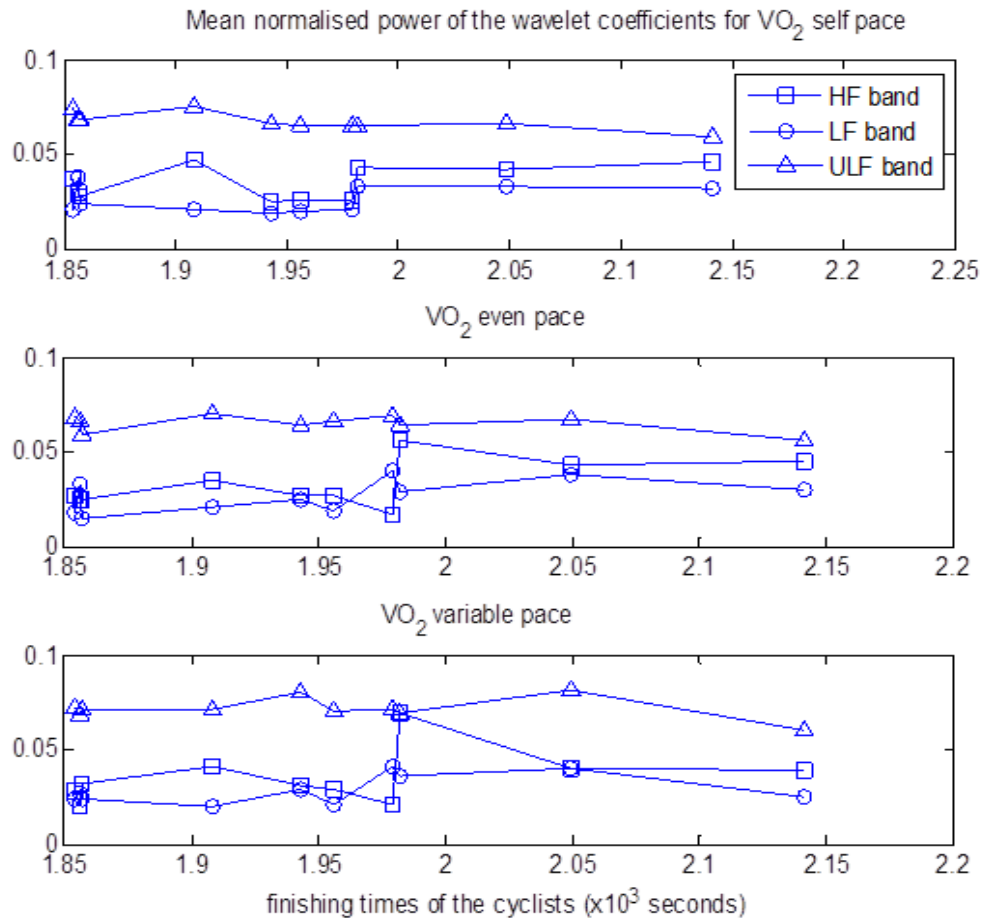 Mean normalised power of the wavelet coefficients for VO2 self pace
0.1
0.05
0
HF band
LF band
ULF band
1.85 1.9 1.95 2 2.05 2.1 2.15 2.2 2.25
VO2 even pace
0.1
0.05
0
1.85 1.9 1.95 2 2.05 2.1 2.15 2.2
VO2 variable pace
0.1
0.05
0
1.85 1.9 1.95 2 2.05 2.1 2.15 2.2
finishing times of the cyclists (x10^3 seconds)